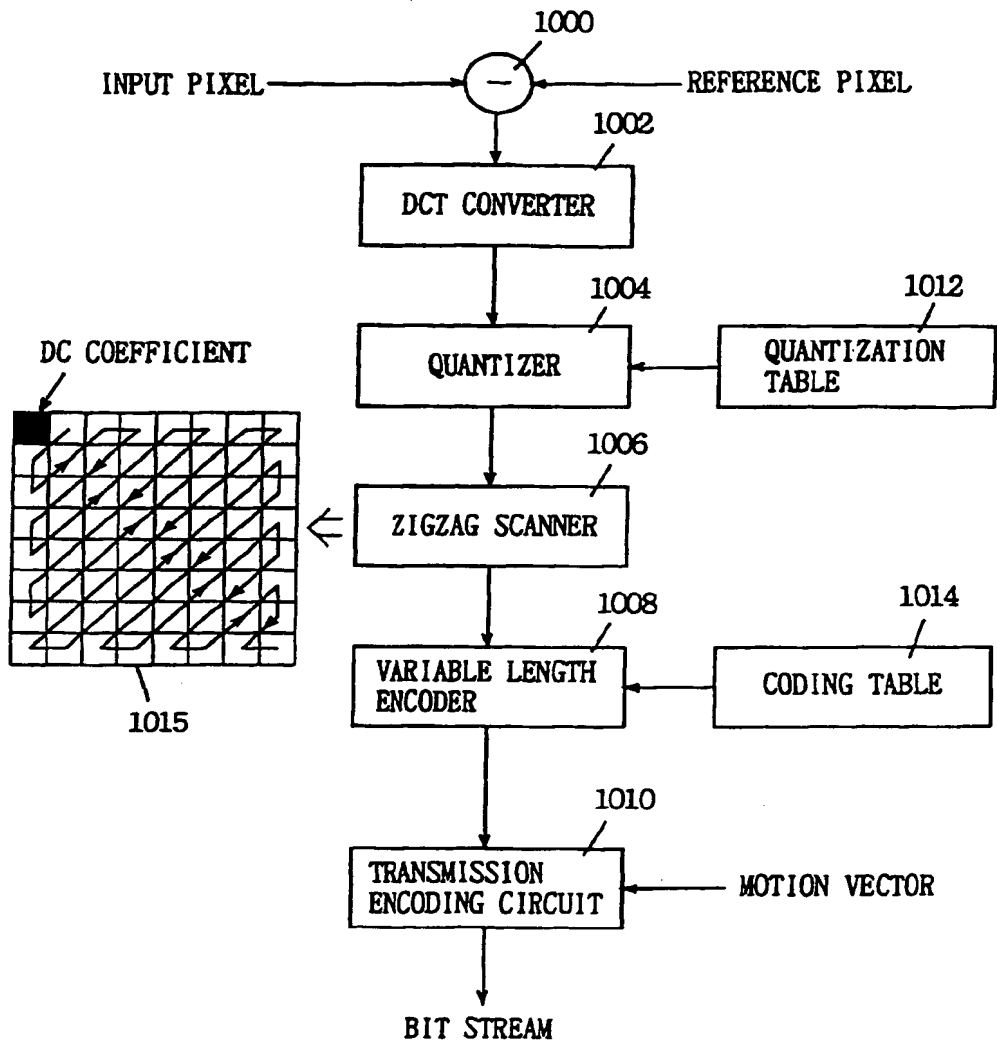 1000
INPUT PIXEL
−
REFERENCE PIXEL
1002
DCT CONVERTER
1004
1012
DC COEFFICIENT
QUANTIZER
QUANTIZATION
TABLE
1006
ZIGZAG SCANNER
1008
1014
VARIABLE LENGTH
ENCODER
CODING TABLE
1015
1010
TRANSMISSION
ENCODING CIRCUIT
MOTION VECTOR
BIT STREAM